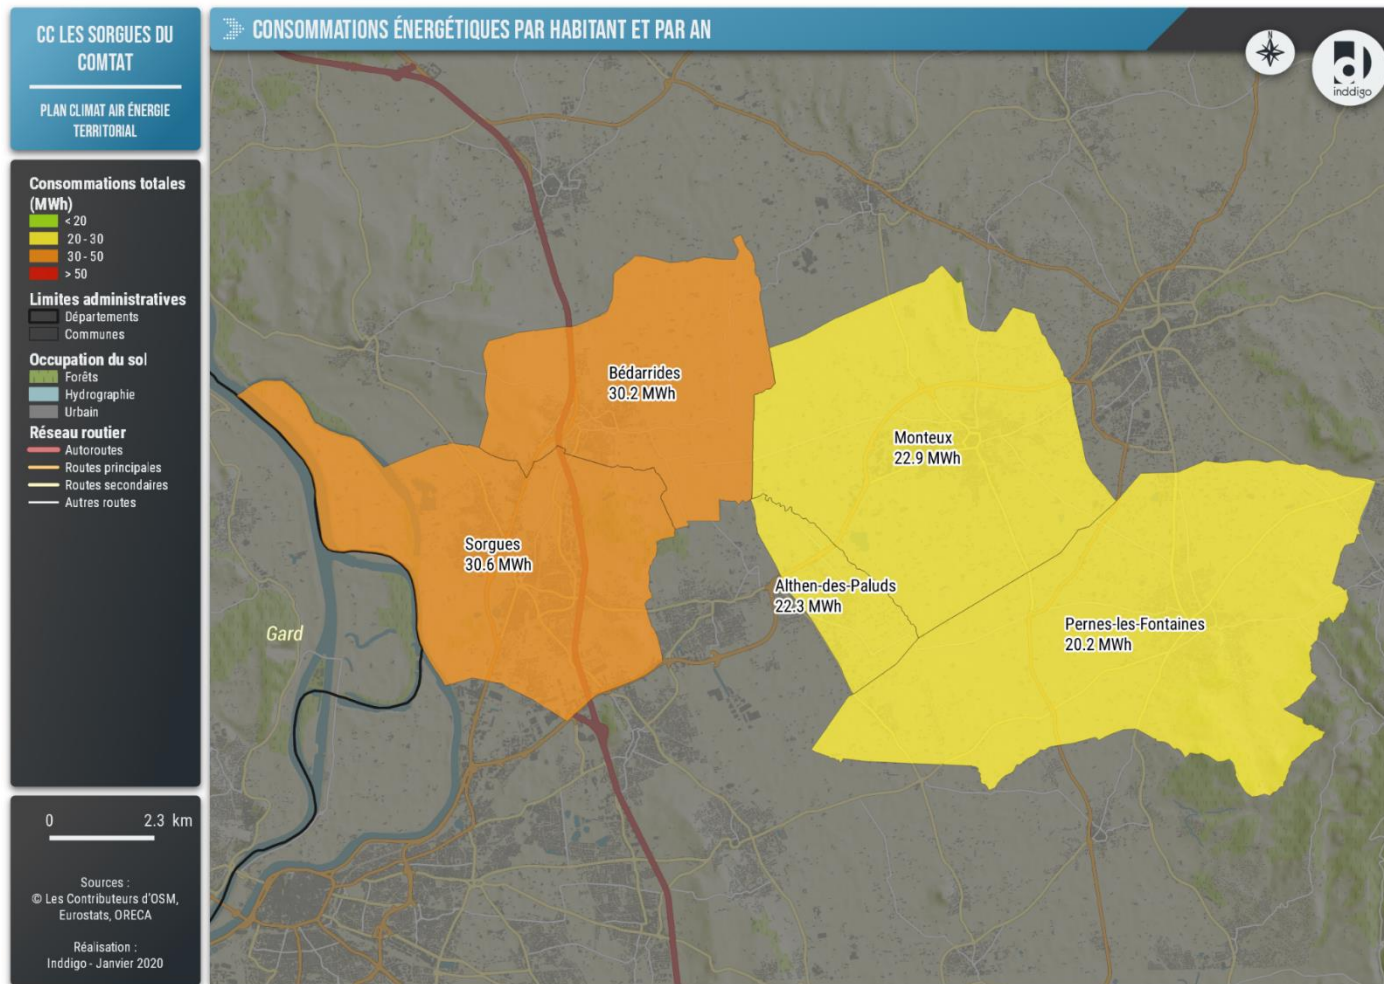 CC LES SORGUES DU
COMTAT
PLAN CLIMAT AIR ÉNERGIE
TERRITORIAL
CONSOMMATIONS ÉNERGÉTIQUES PAR HABITANT ET PAR AN
N
inddigo
Consommations totales
(MWh)
< 20
20 - 30
30 - 50
> 50
Limites administratives
Départements
Communes
Occupation du sol
Forêts
Hydrographie
Urbain
Réseau routier
Autoroutes
Routes principales
Routes secondaires
Autres routes
Bédarrides
30.2 MWh
Monteux
22.9 MWh
Sorgues
30.6 MWh
Althen-des-Paluds
22.3 MWh
Pernes-les-Fontaines
20.2 MWh
Gard
0 2.3 km
Sources :
© Les Contributeurs d'OSM,
Eurostats, ORECA
Réalisation :
Inddigo - Janvier 2020